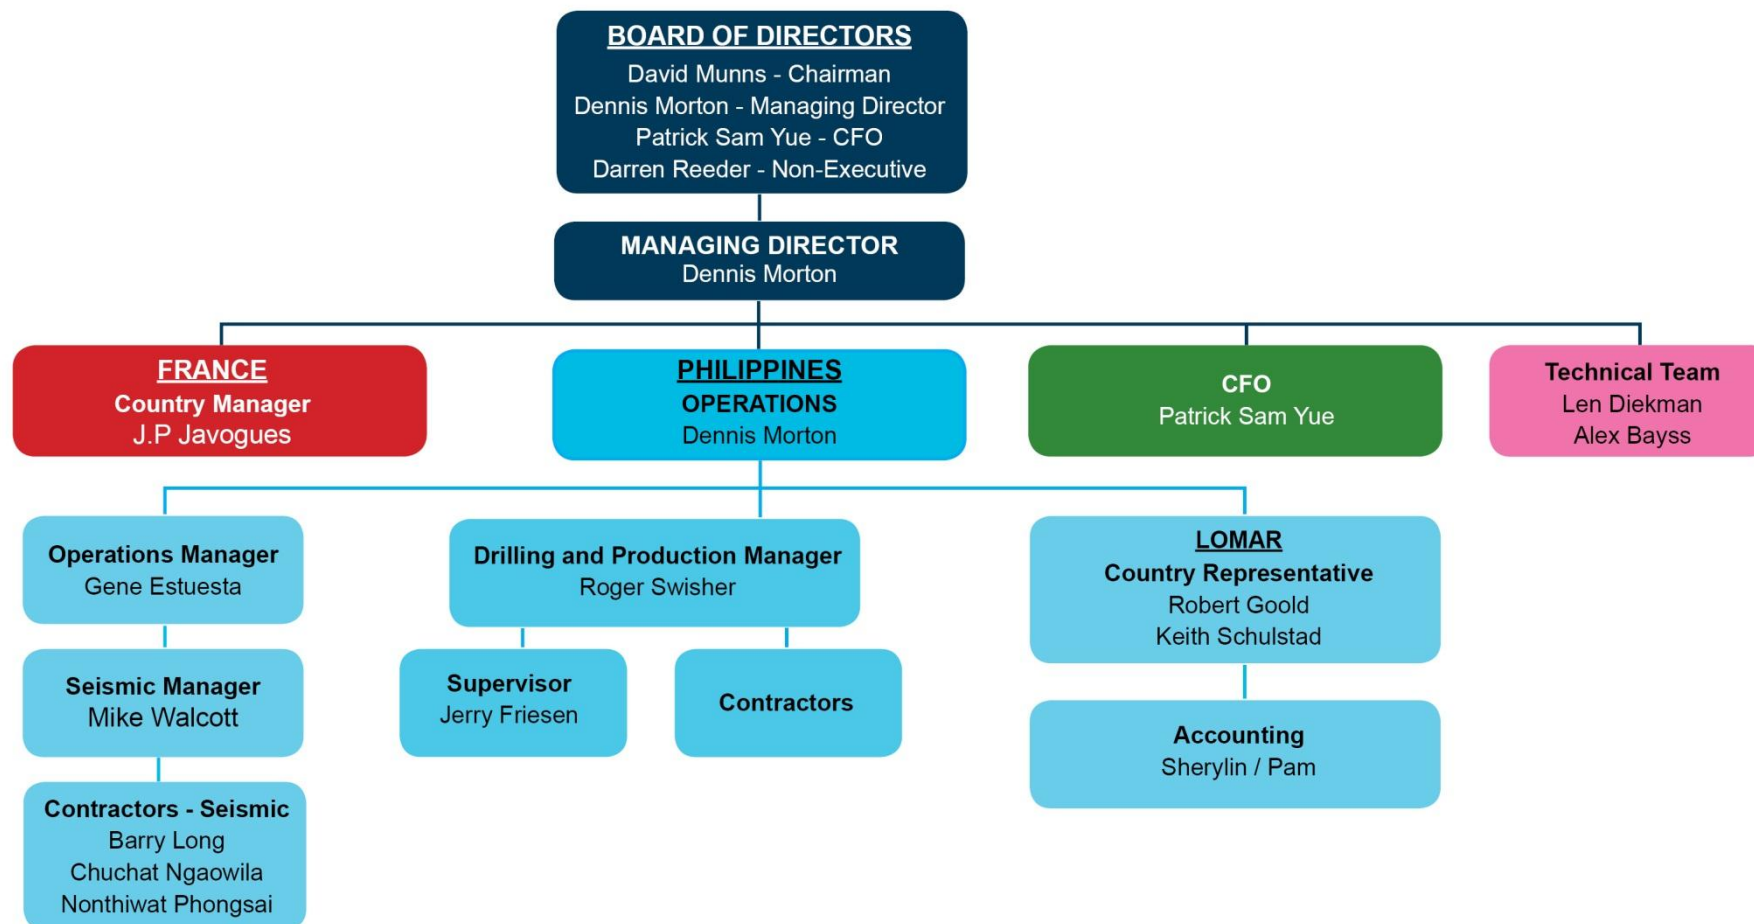 BOARD OF DIRECTORS
David Munns - Chairman
Dennis Morton - Managing Director
Patrick Sam Yue - CFO
Darren Reeder - Non-Executive
MANAGING DIRECTOR
Dennis Morton
FRANCE
Country Manager
J.P Javogues
PHILIPPINES
OPERATIONS
Dennis Morton
CFO
Patrick Sam Yue
Technical Team
Len Diekman
Alex Bayss
Operations Manager
Gene Estuesta
Drilling and Production Manager
Roger Swisher
LOMAR
Country Representative
Robert Goold
Keith Schulstad
Seismic Manager
Mike Walcott
Supervisor
Jerry Friesen
Contractors
Accounting
Sherylin / Pam
Contractors - Seismic
Barry Long
Chuchat Ngaowila
Nonthiwat Phongsai